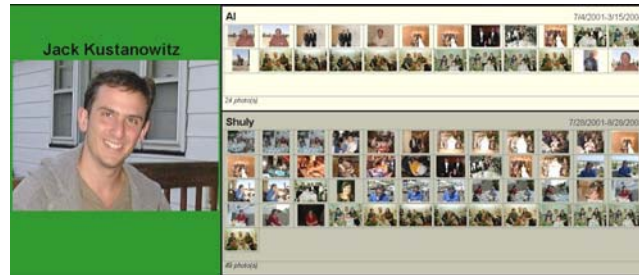 Jack Kustanowitz
Al
7/4/2001-3/15/200
24 photo(s)
Shuly
7/28/2001-8/28/200
49 photo(s)